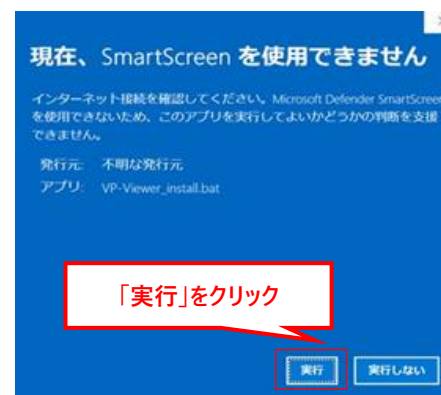 現在、SmartScreen を使用できません
インターネット接続を確認してください。Microsoft Defender SmartScreen
を使用できないため、このアプリを実行してよいかどうかの判断を支援
できません。
発行元: 不明な発行元
アプリ: VP-Viewer_install.bat
「実行」をクリック
実行 実行しない